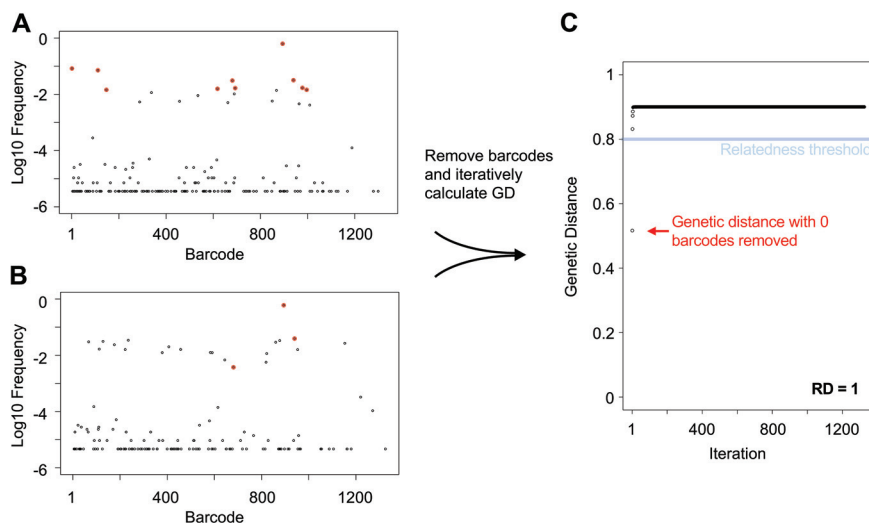 A
0
-2
-4
-6
Log10 Frequency
1
400
800
1200
Barcode
B
0
-2
-4
-6
Log10 Frequency
1
400
800
1200
Barcode
Remove barcodes
and iteratively
calculate GD
C
1
0.8
0.6
0.4
0.2
0
Genetic Distance
Relatedness threshold
Genetic distance with 0
barcodes removed
RD = 1
1
400
800
1200
Iteration